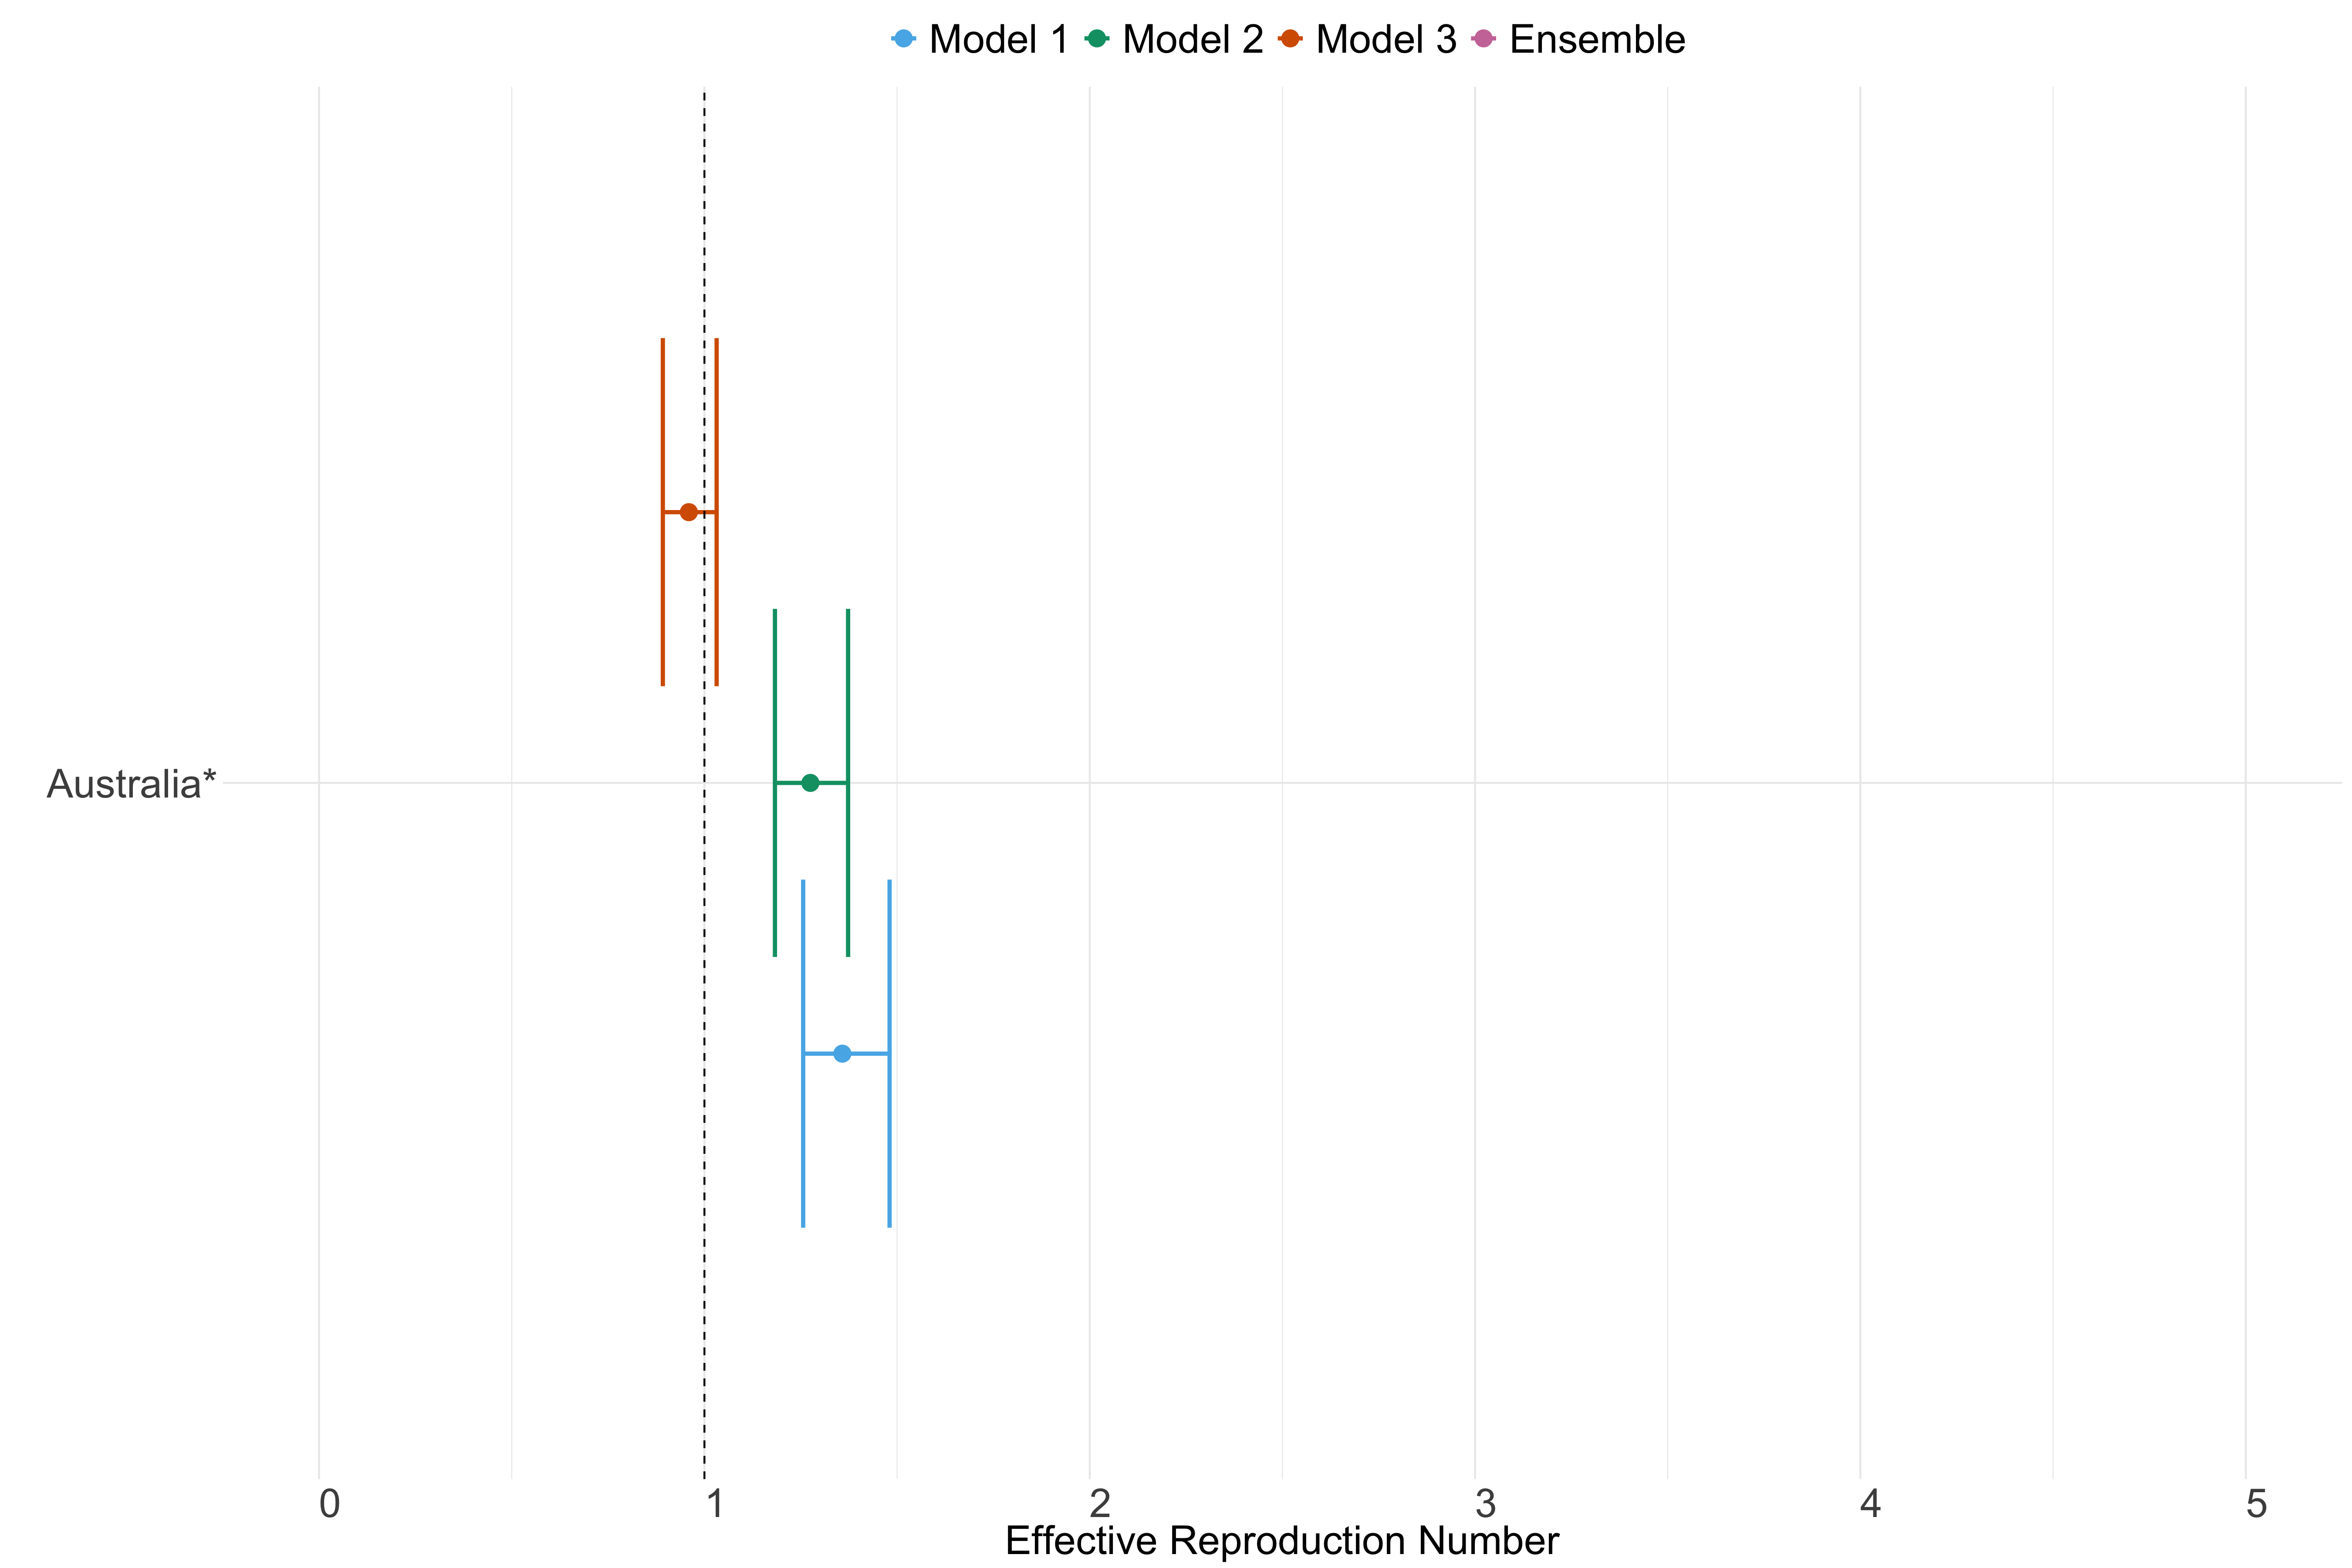 Model 1 Model 2 Model 3 Ensemble
Australia*
0 1 2 3 4 5
Effective Reproduction Number